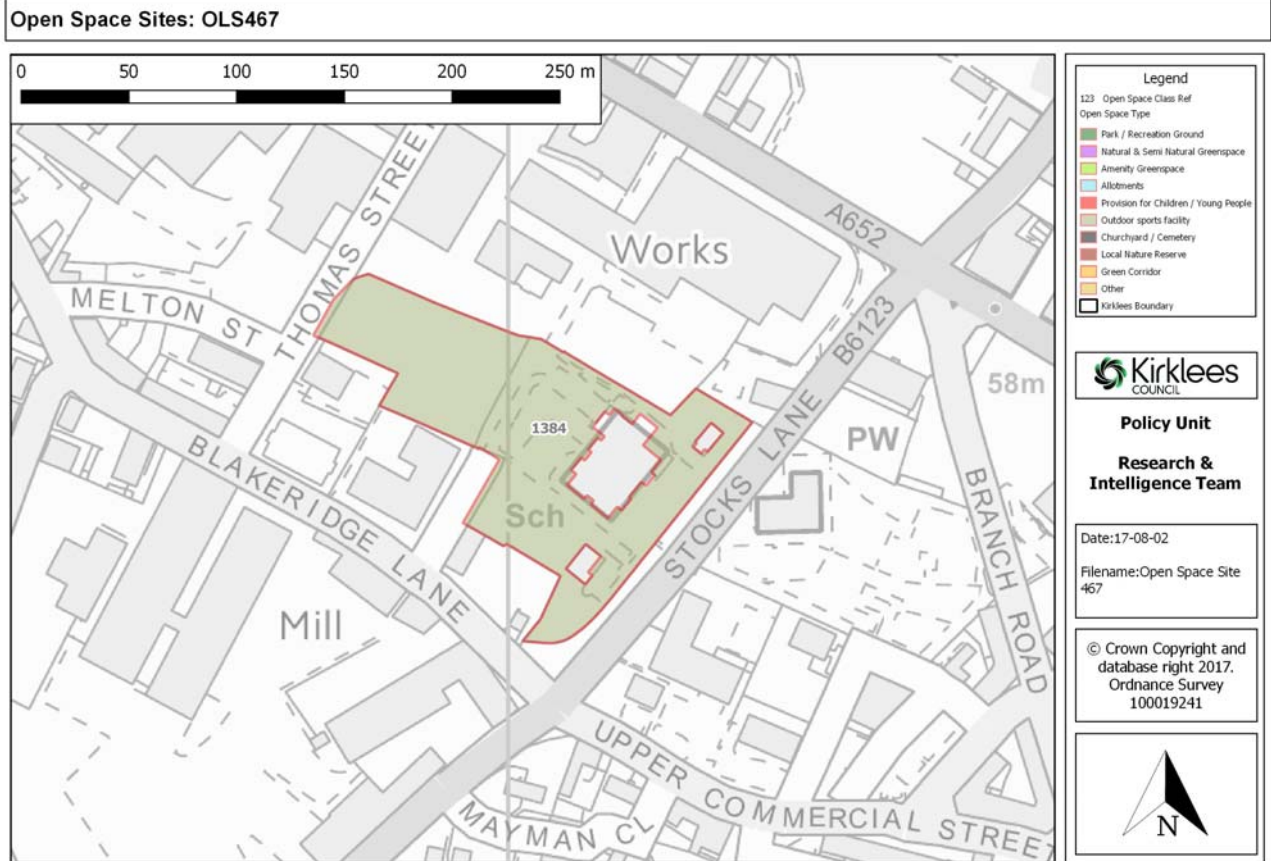 Open Space Sites: OLS467
0 50 100 150 200 250 m
THOMAS STREET
Works
A652
MELTON ST
STOCKS LANE B6123
58m
1384
PW
BLAKERIDGE LANE
Sch
BRANCH ROAD
Mill
UPPER COMMERCIAL STREET
MAYMAN CL
Legend
123 Open Space Class Ref
Open Space Type
Park / Recreation Ground
Natural & Semi Natural Greenspace
Amenity Greenspace
Allotments
Provision for Children / Young People
Outdoor sports facility
Churchyard / Cemetery
Local Nature Reserve
Green Corridor
Other
Kirklees Boundary
Kirklees
COUNCIL
Policy Unit
Research &
Intelligence Team
Date:17-08-02
Filename:Open Space Site
467
© Crown Copyright and
database right 2017.
Ordnance Survey
100019241
N